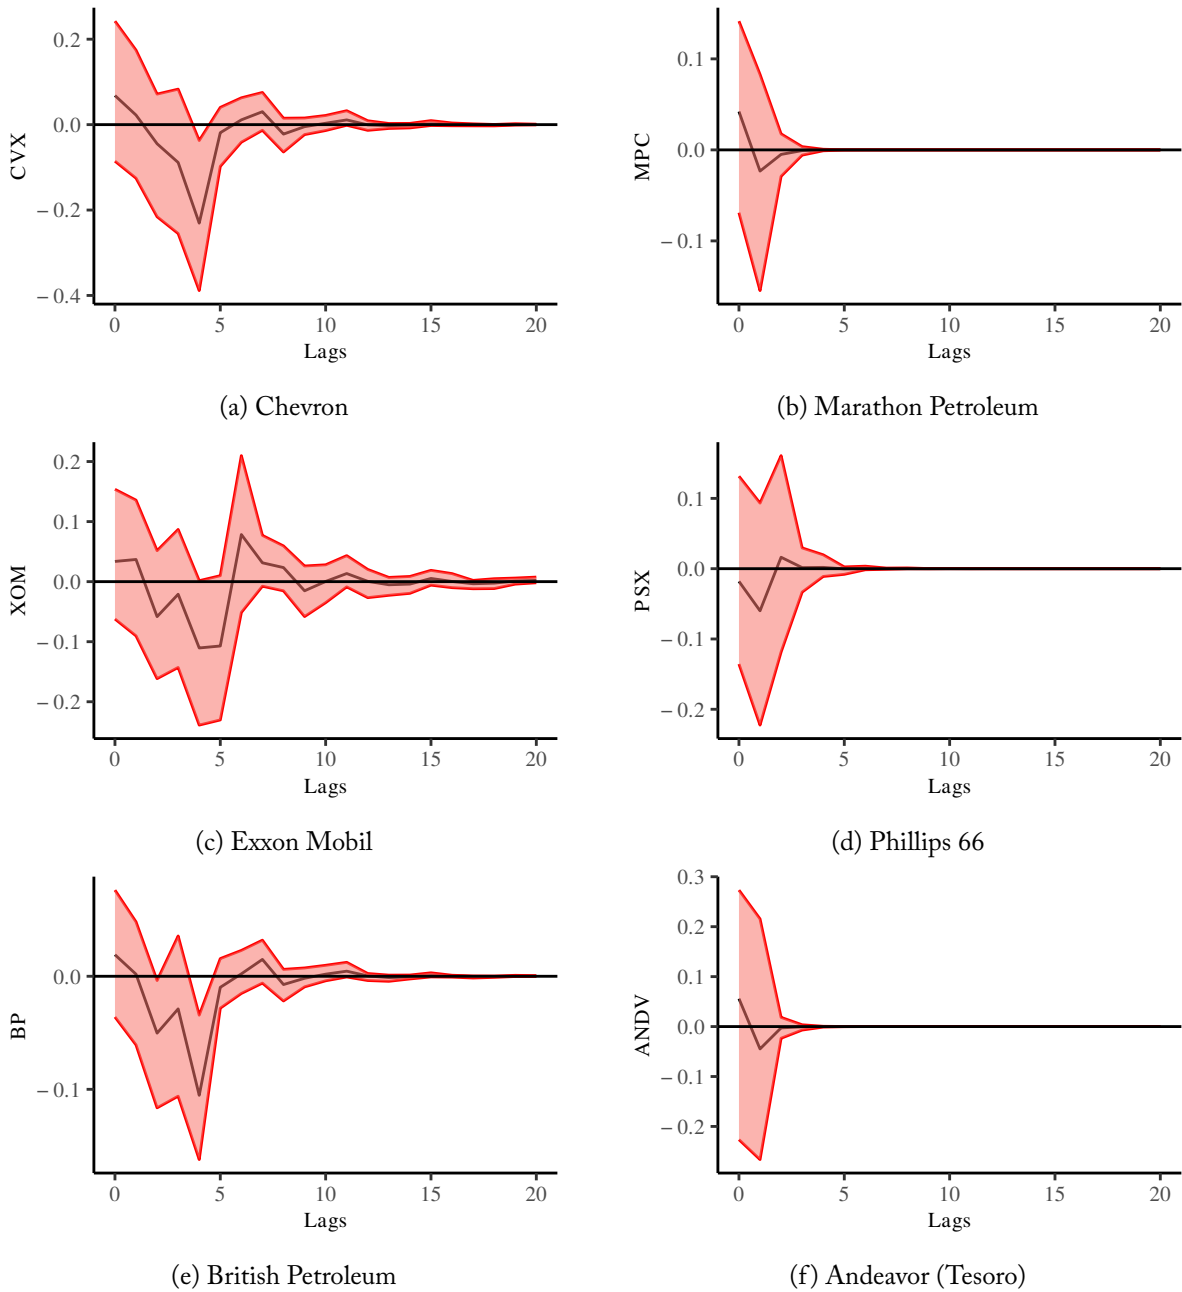 0.2
0.0
−0.2
−0.4
CVX
0 5 10 15 20
Lags
(a) Chevron
0.1
0.0
−0.1
MPC
0 5 10 15 20
Lags
(b) Marathon Petroleum
0.2
0.1
0.0
−0.1
−0.2
XOM
0 5 10 15 20
Lags
(c) Exxon Mobil
0.1
0.0
−0.1
−0.2
PSX
0 5 10 15 20
Lags
(d) Phillips 66
0.0
−0.1
BP
0 5 10 15 20
Lags
(e) British Petroleum
0.3
0.2
0.1
0.0
−0.1
−0.2
ANDV
0 5 10 15 20
Lags
(f) Andeavor (Tesoro)